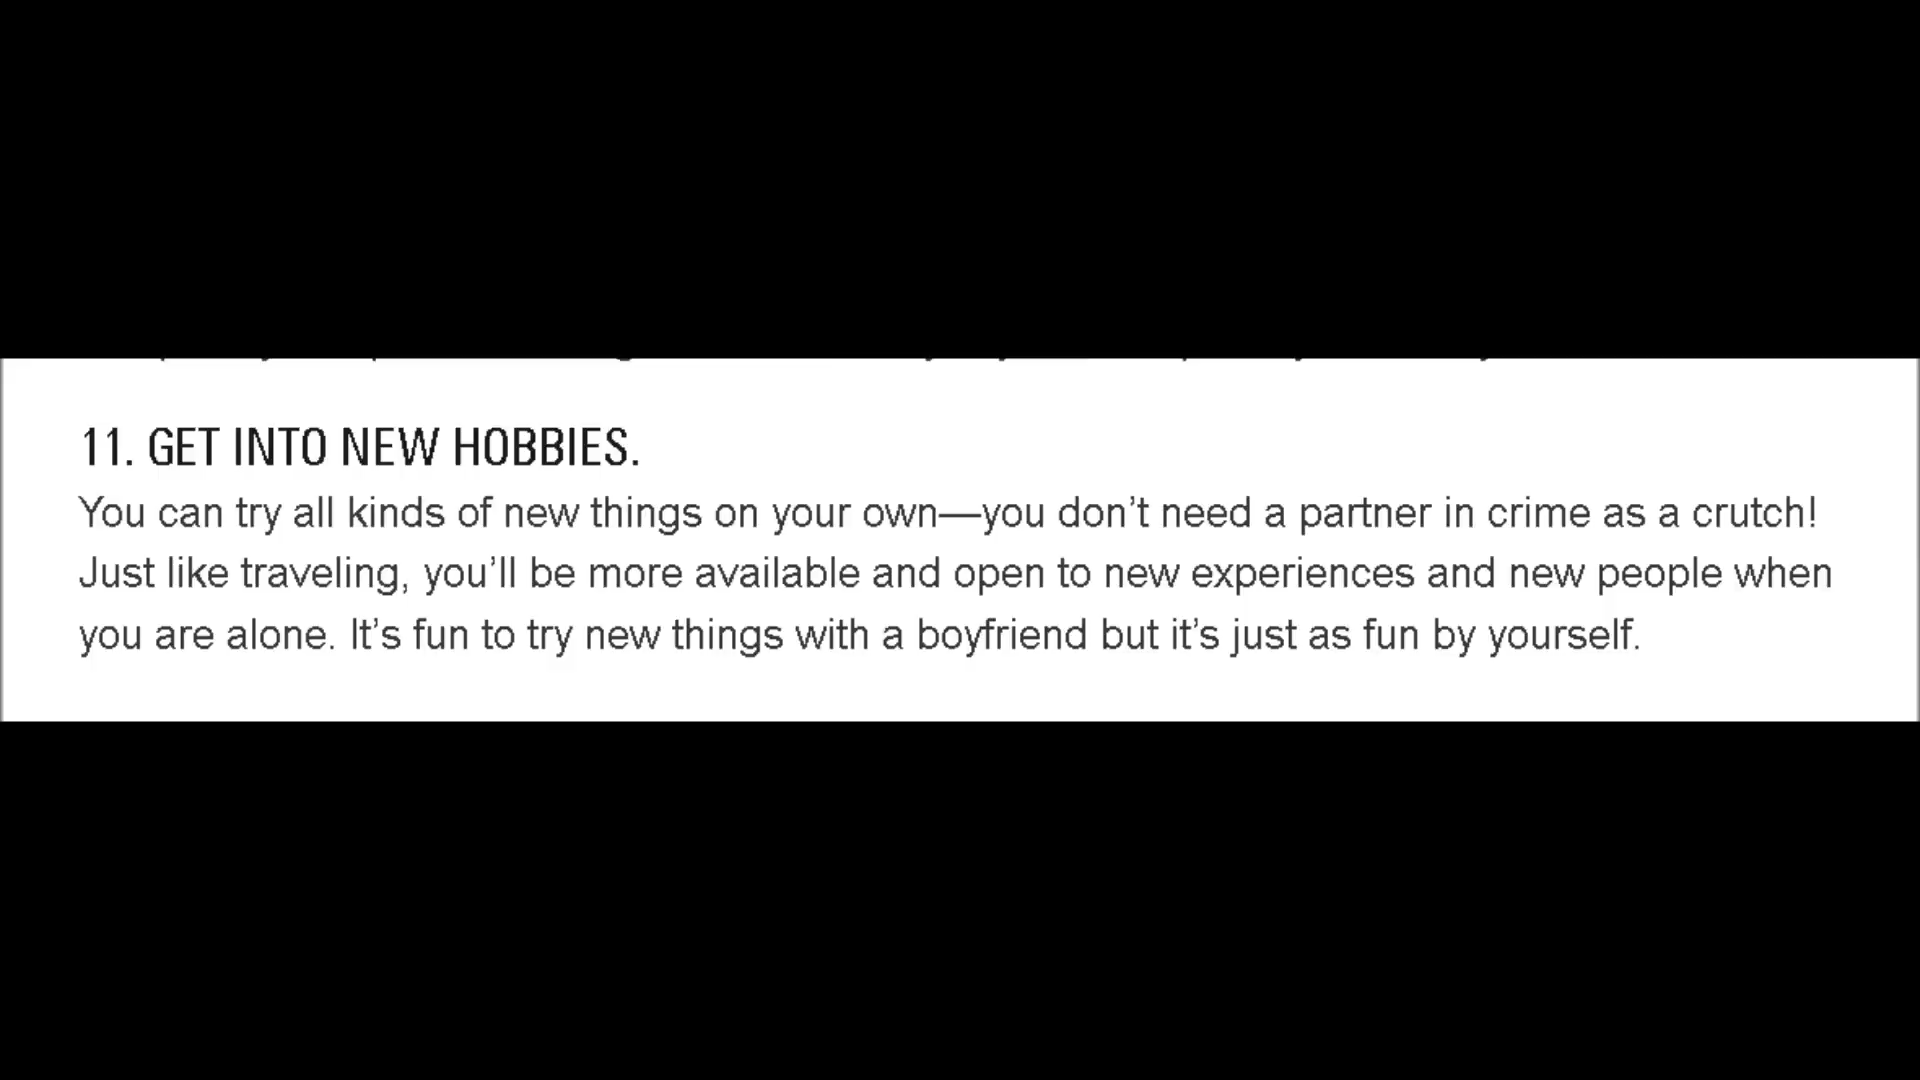 11. GET INTO NEW HOBBIES.
You can try all kinds of new things on your own—you don’t need a partner in crime as a crutch!
Just like traveling, you’ll be more available and open to new experiences and new people when
you are alone. It’s fun to try new things with a boyfriend but it’s just as fun by yourself.